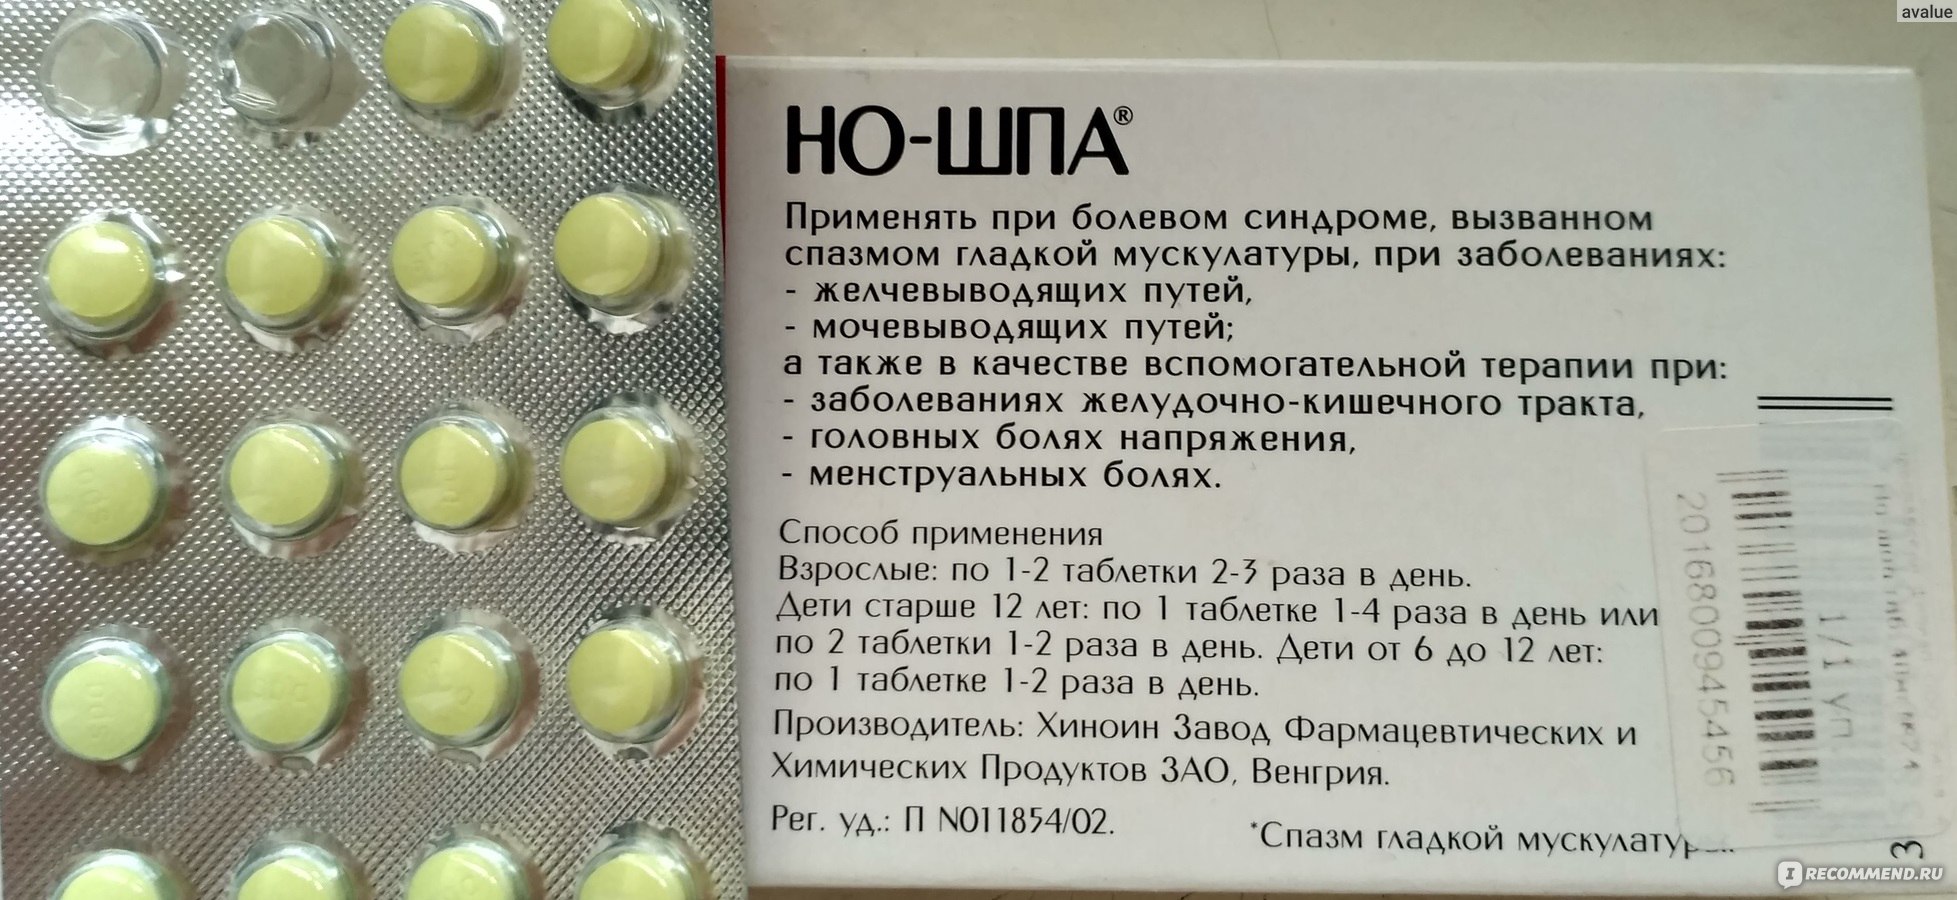 avalue
НО-ШПА®
Применять при болевом синдроме, вызванном
спазмом гладкой мускулатуры, при заболеваниях:
- желчевыводящих путей,
- мочевыводящих путей;
а также в качестве вспомогательной терапии при:
- заболеваниях желудочно-кишечного тракта,
- головных болях напряжения,
- менструальных болях.
Способ применения
Взрослые: по 1-2 таблетки 2-3 раза в день.
Дети старше 12 лет: по 1 таблетке 1-4 раза в день или
по 2 таблетки 1-2 раза в день. Дети от 6 до 12 лет:
по 1 таблетке 1-2 раза в день.
Производитель: Хиноин Завод Фармацевтических и
Химических Продуктов ЗАО, Венгрия.
Рег. уд.: П N011854/02.
*Спазм гладкой мускулатуры.
2016800945456
1/1 уп.
3
IRECOMMEND.RU